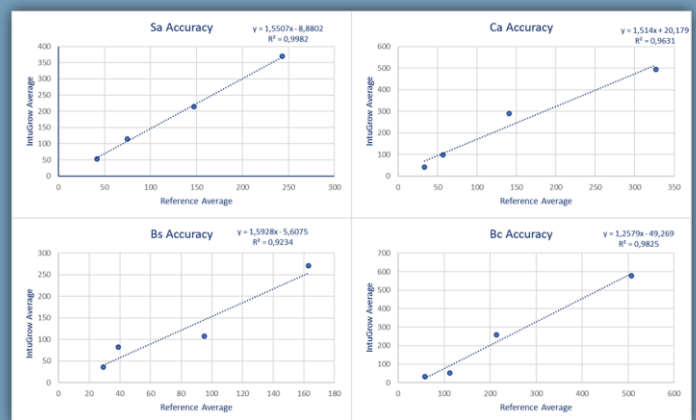 Sa Accuracy
y = 1,5507x - 8,8802
R² = 0,9982
400
350
300
250
200
150
100
50
0
0 50 100 150 200 250 300
IntuGrow Average
Reference Average
Ca Accuracy
y = 1,514x + 20,179
R² = 0,9631
600
500
400
300
200
100
0
0 50 100 150 200 250 300 350
IntuGrow Average
Reference Average
Bs Accuracy
y = 1,5928x - 5,6075
R² = 0,9234
300
250
200
150
100
50
0
0 20 40 60 80 100 120 140 160 180
IntuGrow Average
Reference Average
Bc Accuracy
y = 1,2579x - 49,269
R² = 0,9825
700
600
500
400
300
200
100
0
0 100 200 300 400 500 600
IntuGrow Average
Reference Average